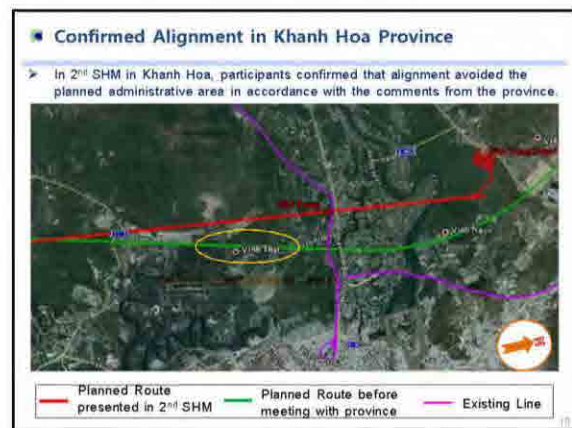 Confirmed Alignment in Khanh Hoa Province
➤ In 2nd SHM in Khanh Hoa, participants confirmed that alignment avoided the
planned administrative area in accordance with the comments from the province.
Vinh Thai
Vinh Ngoc
Planned Route
presented in 2nd SHM
Planned Route before
meeting with province
Existing Line